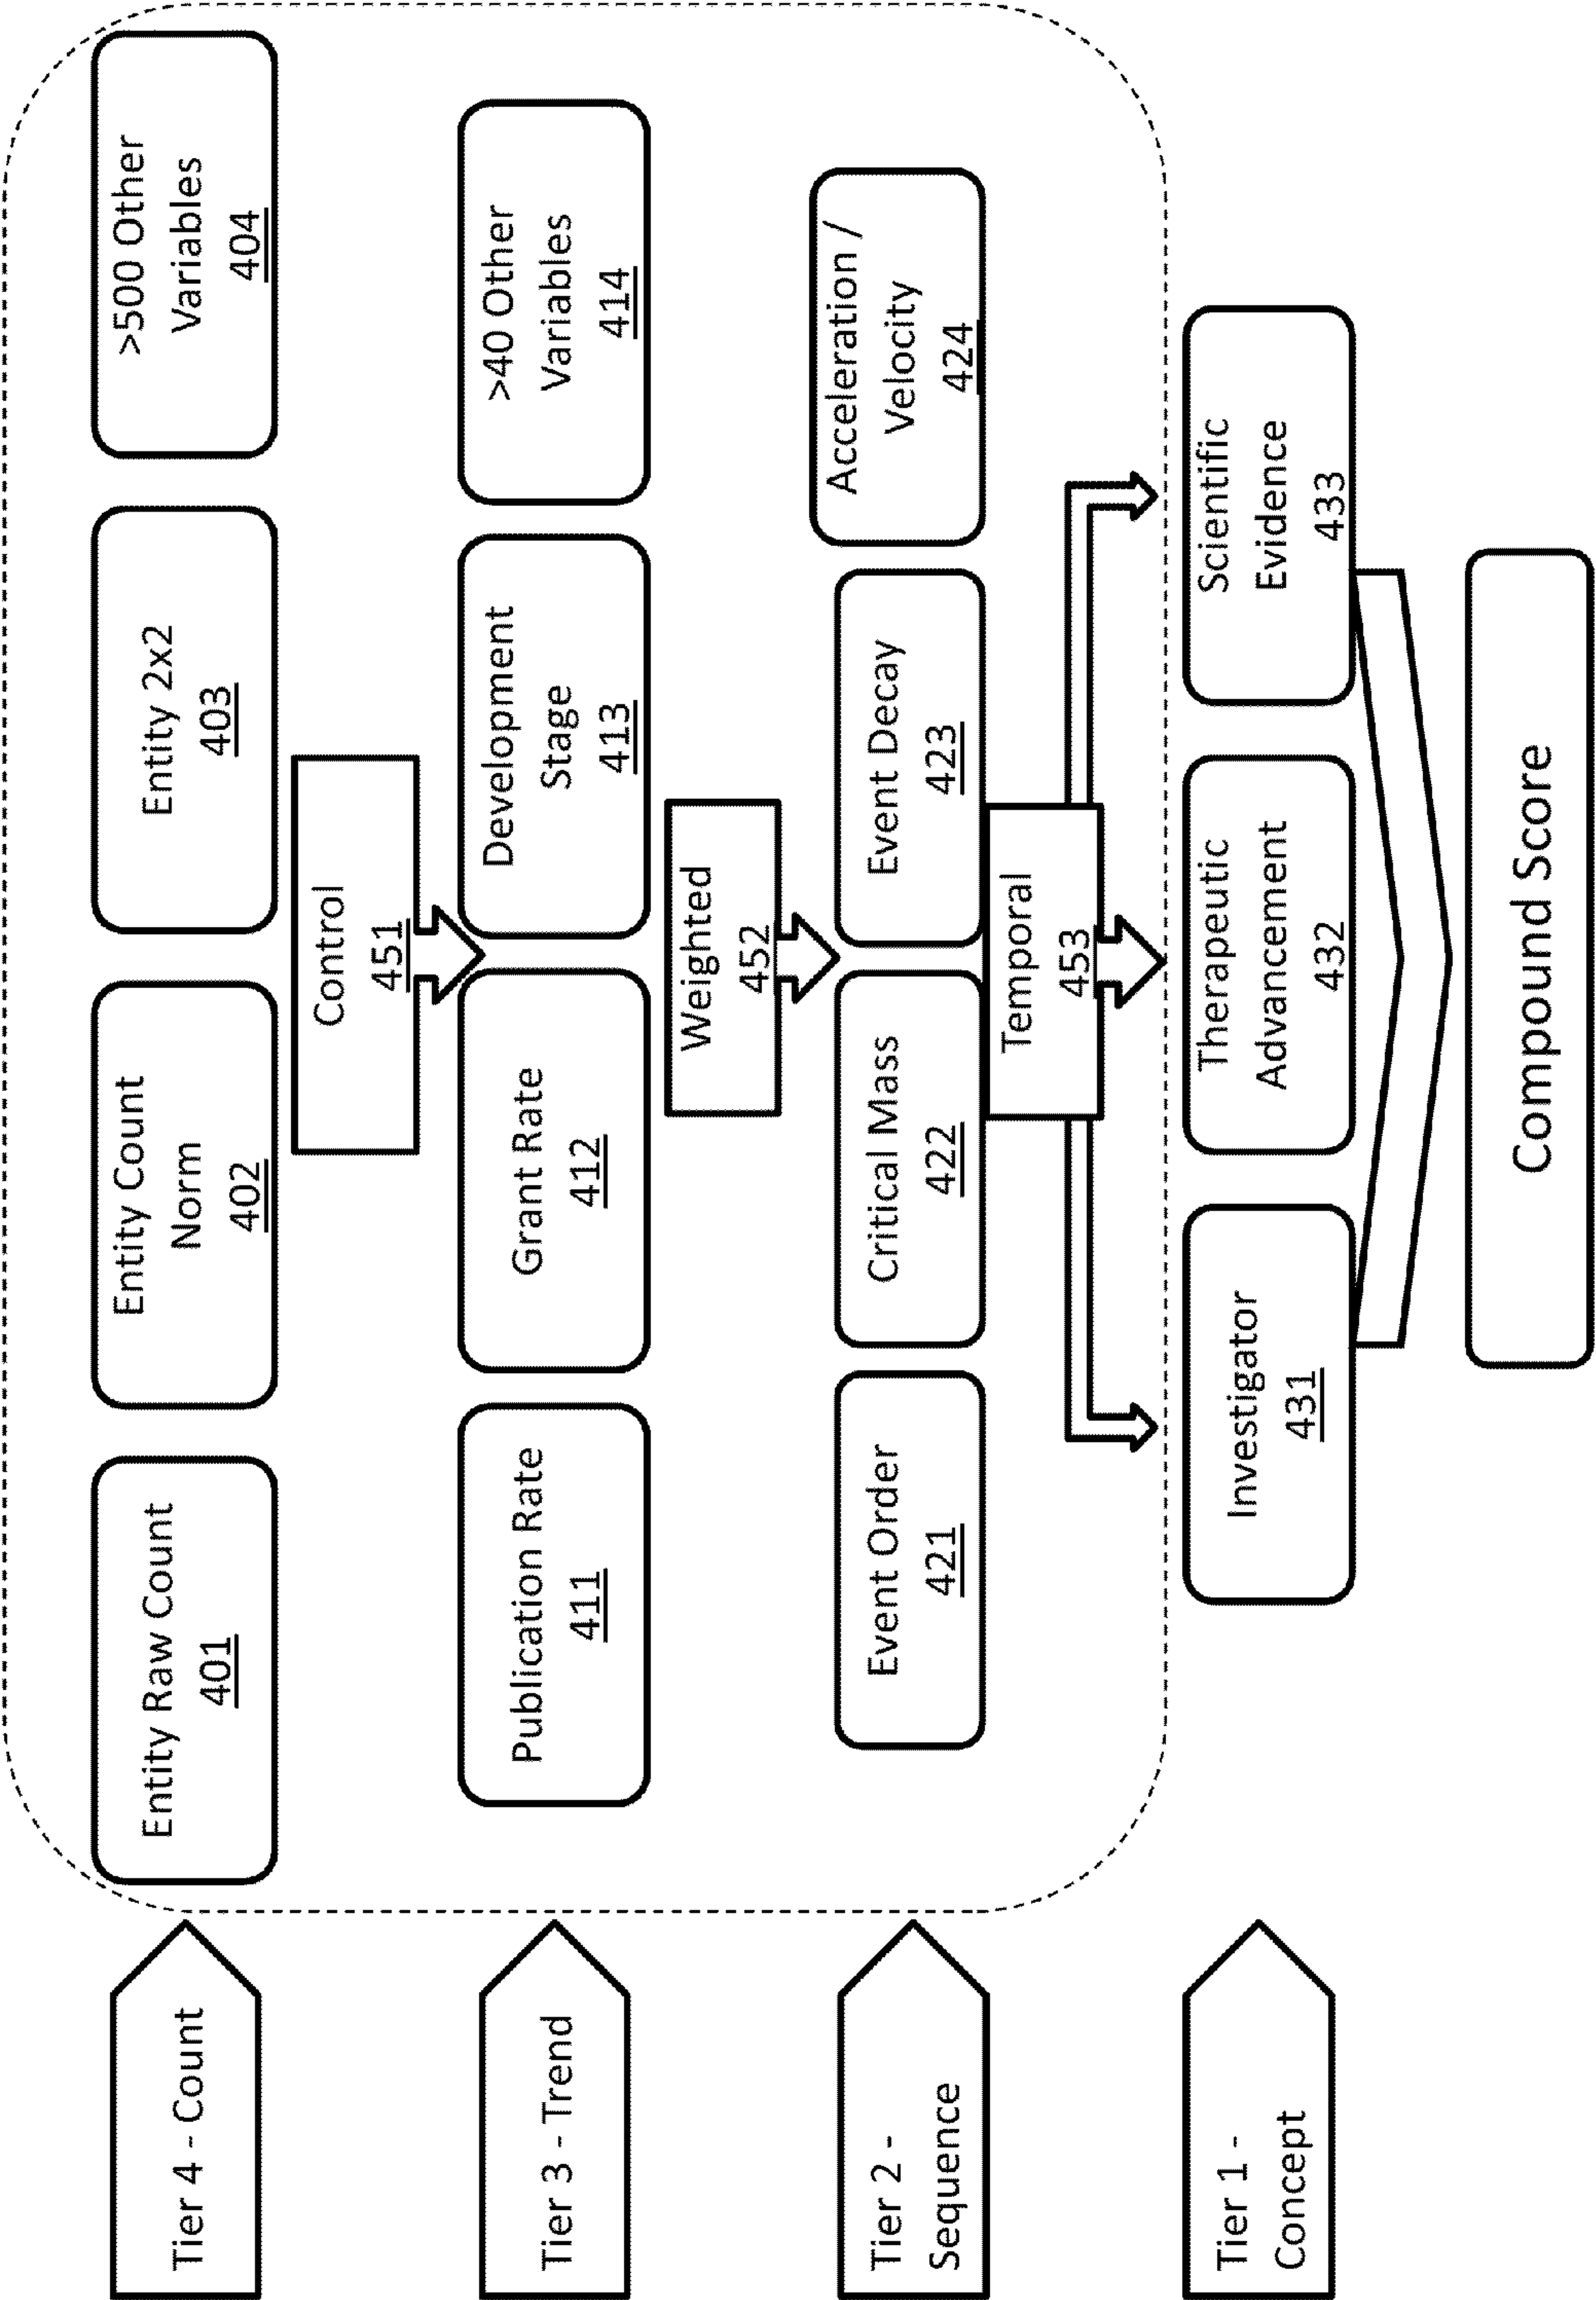 Tier 4 - Count
Entity Raw Count
401
Entity Count
Norm
402
Entity 2x2
403
>500 Other
Variables
404
Control
451
Tier 3 - Trend
Publication Rate
411
Grant Rate
412
Development
Stage
413
>40 Other
Variables
414
Weighted
452
Tier 2 -
Sequence
Event Order
421
Critical Mass
422
Event Decay
423
Acceleration /
Velocity
424
Temporal
453
Tier 1 -
Concept
Investigator
431
Therapeutic
Advancement
432
Scientific
Evidence
433
Compound Score